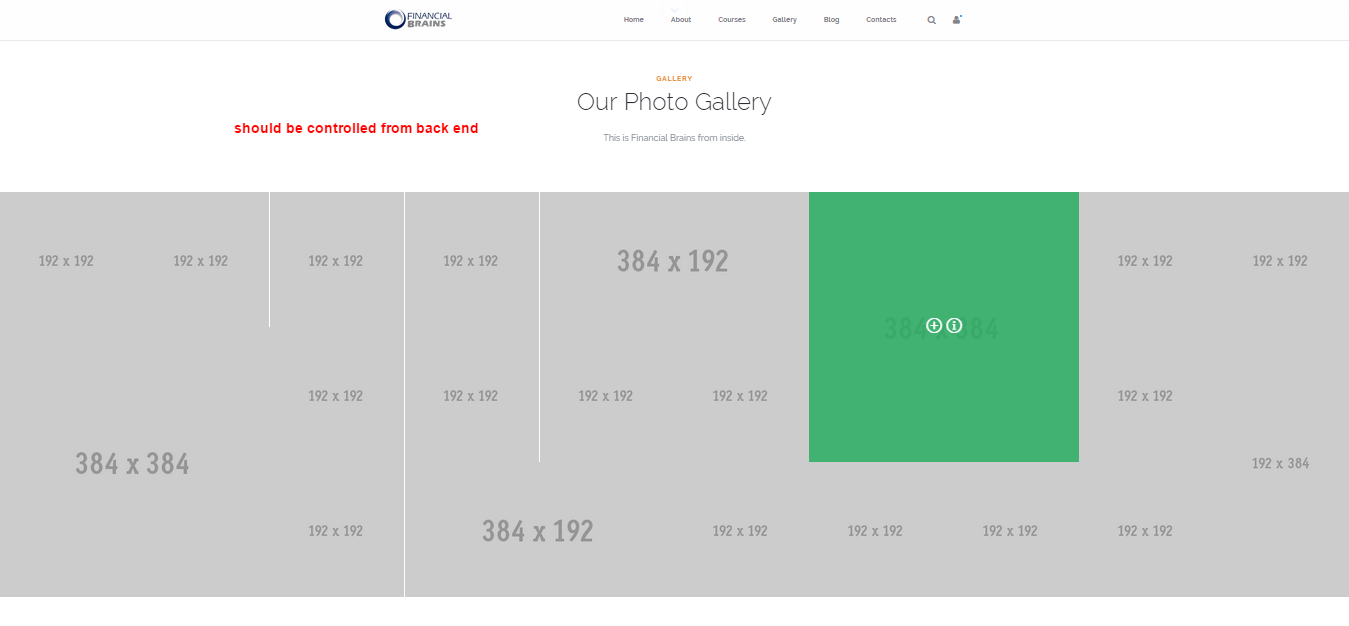 FINANCIAL
BRAINS
Home About Courses Gallery Blog Contacts
GALLERY
Our Photo Gallery
should be controlled from back end
This is Financial Brains from inside.
192 x 192 192 x 192 192 x 192 192 x 192 384 x 192 192 x 192 192 x 192
384 x 384
192 x 192 192 x 192 192 x 192 192 x 192 192 x 192
384 x 384 192 x 384
192 x 192 384 x 192 192 x 192 192 x 192 192 x 192 192 x 192